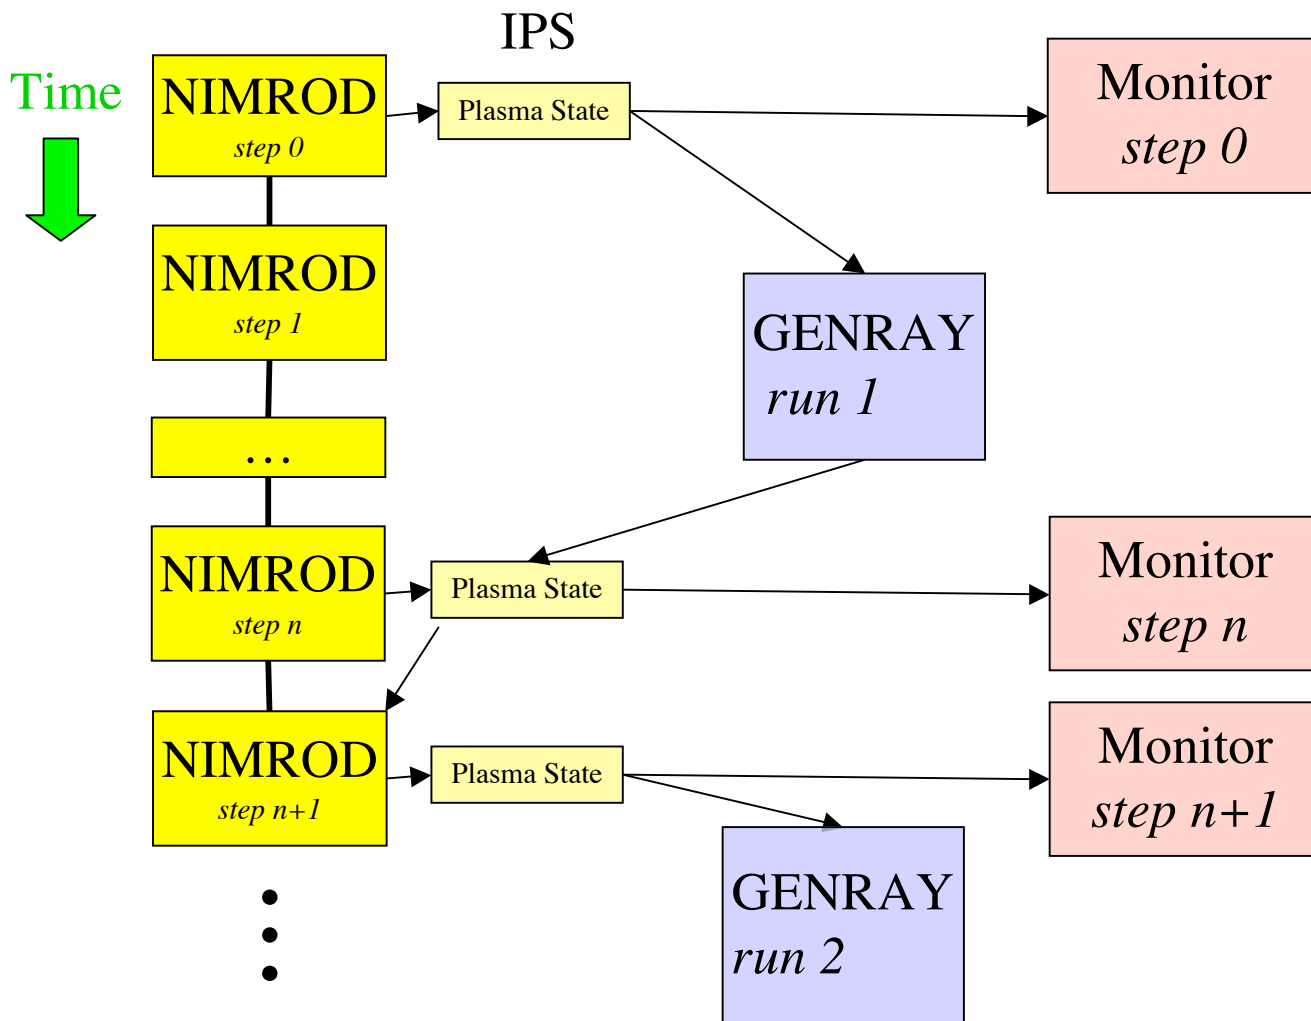 IPS
Time
NIMROD
step 0
Plasma State
Monitor
step 0
NIMROD
step 1
GENRAY
run 1
...
NIMROD
step n
Plasma State
Monitor
step n
NIMROD
step n+1
Plasma State
Monitor
step n+1
GENRAY
run 2